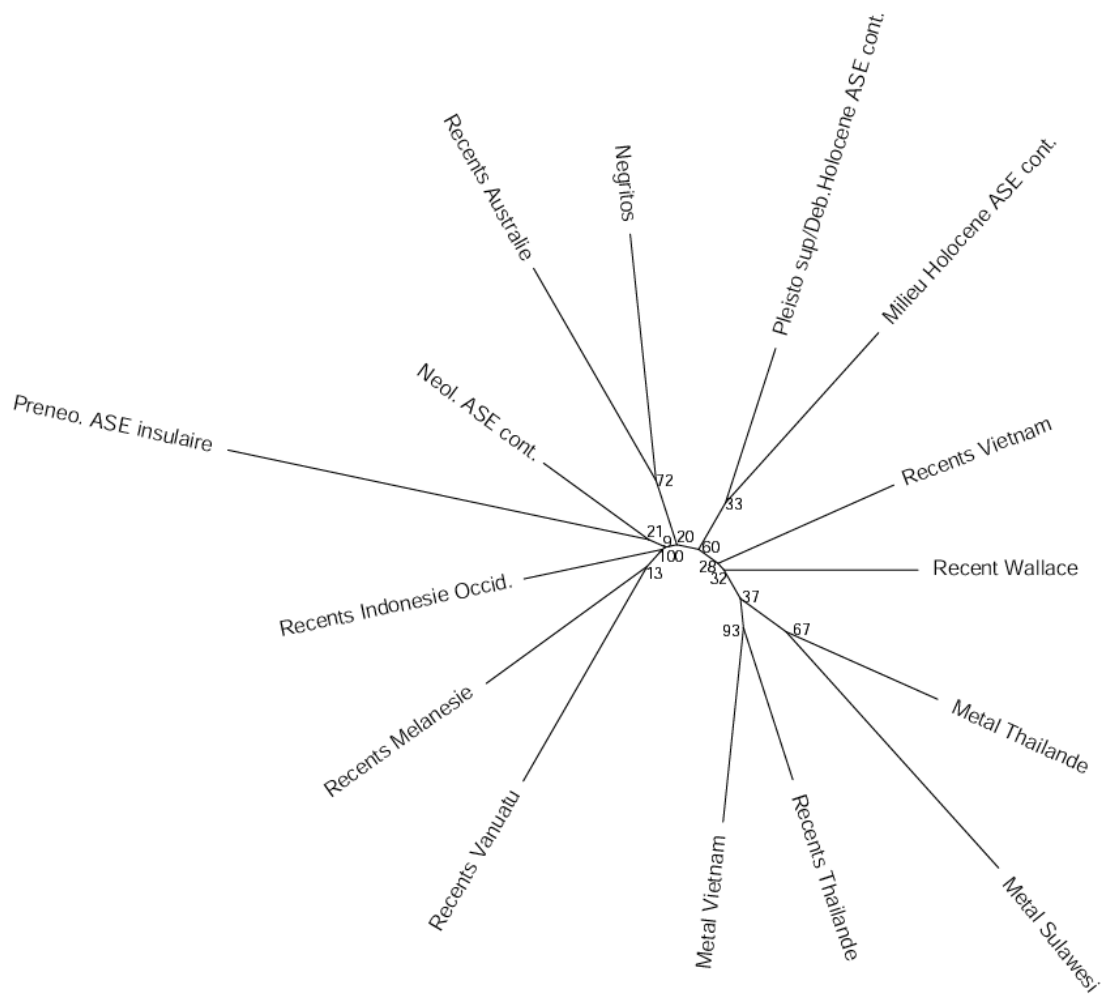 Pleisto sup/Deb.Holocene ASE cont.
Recents Australie
Negritos
Milieu Holocene ASE cont.
Neol. ASE cont.
Preneo. ASE insulaire
Recents Vietnam
72
33
21
9
20
60
100
13
28
32
Recent Wallace
Recents Indonesie Occid.
37
93
67
Recents Melanesie
Metal Thailande
Recents Vanuatu
Metal Vietnam
Recents Thailande
Metal Sulawesi